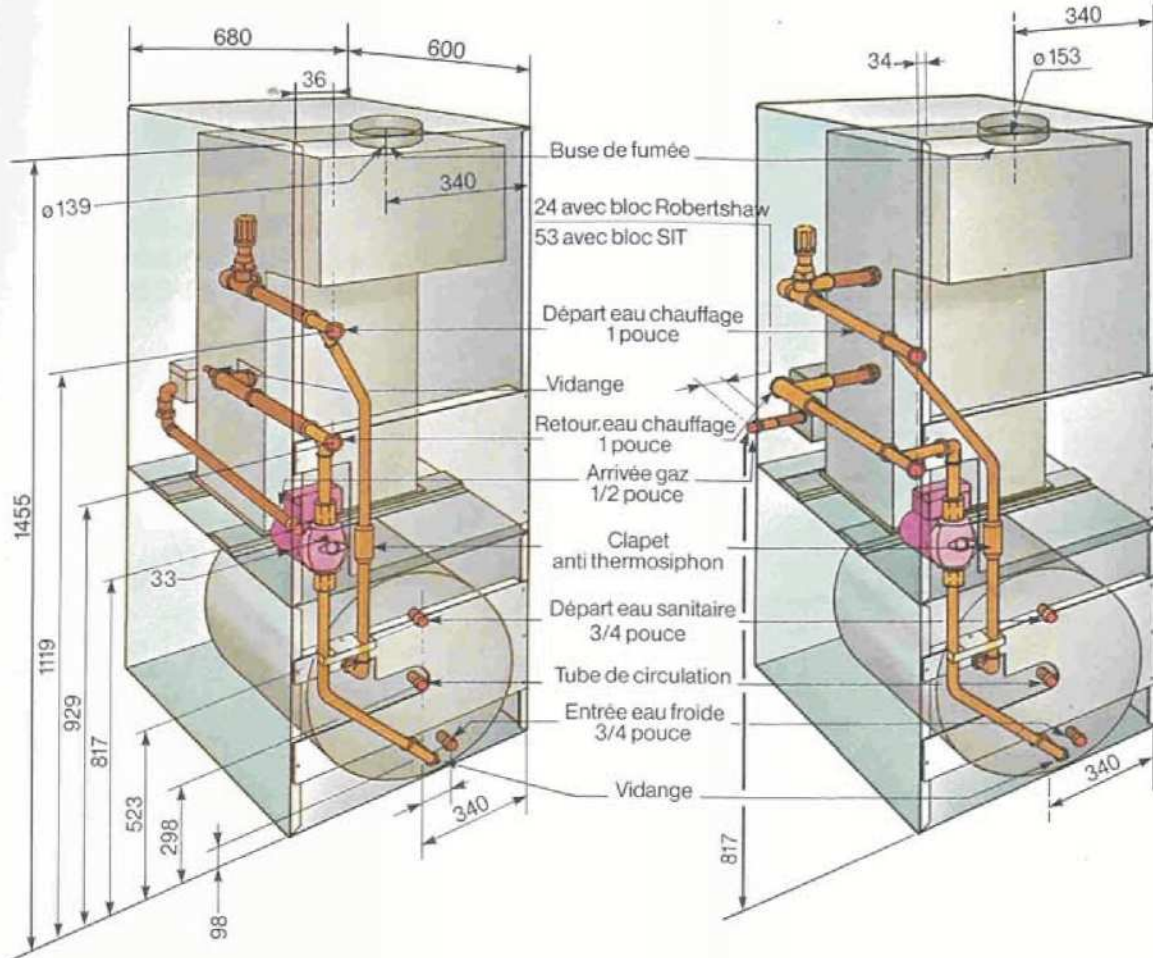 680
600
340
36
34
ø153
Buse de fumée
ø139
340
24 avec bloc Robertshaw
53 avec bloc SIT
Départ eau chauffage
1 pouce
Vidange
Retour.eau chauffage
1 pouce
Arrivée gaz
1/2 pouce
Clapet
anti thermosiphon
33
Départ eau sanitaire
3/4 pouce
Tube de circulation
Entrée eau froide
3/4 pouce
Vidange
340
340
1455
1119
929
817
523
298
98
817